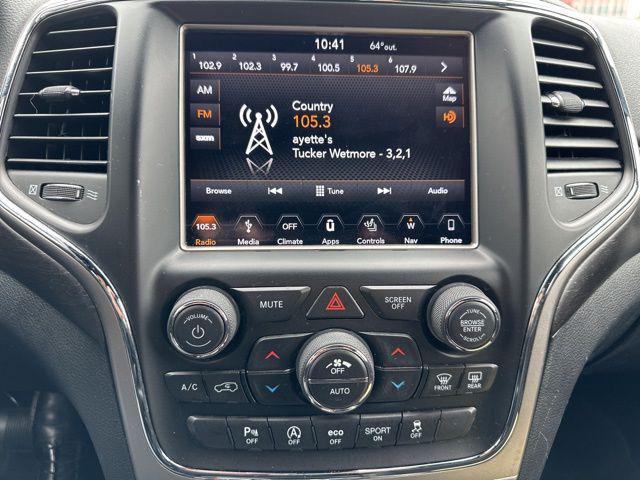 10:41 64° out.
1 2 3 4 5 6
102.9 102.3 99.7 100.5 105.3 107.9
AM
FM
sxm
Map
Country
105.3
ayette's
Tucker Wetmore - 3,2,1
Browse Tune Audio
105.3 OFF W
Radio Media Climate Apps Controls Nav Phone
VOLUME
MUTE
SCREEN OFF
TUNE
BROWSE
ENTER
SCROLL
OFF
AUTO
A/C
FRONT
REAR
P OFF
A OFF
eco OFF
SPORT ON
OFF